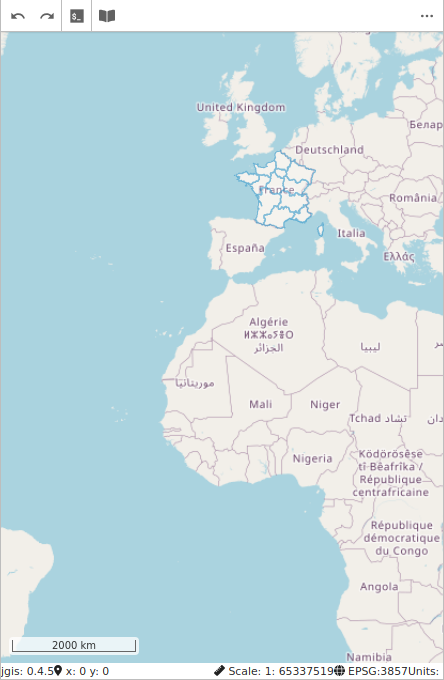 United Kingdom
Белар
Deutschland
France
România
Italia
España
Ελλάς
Algérie
ⵍⵣⵣⴰⵢⴻⵔ
الجزائر
ليبيا
موريتانيا
Mali
Niger
Tchad تشاد
دان
Nigeria
Ködörösêse
tî Bêafrîka /
République
centrafricaine
République
démocratique
du Congo
Angola
Namibia
2000 km
jgis: 0.4.5 x: 0 y: 0 Scale: 1: 65337519 EPSG:3857Units: